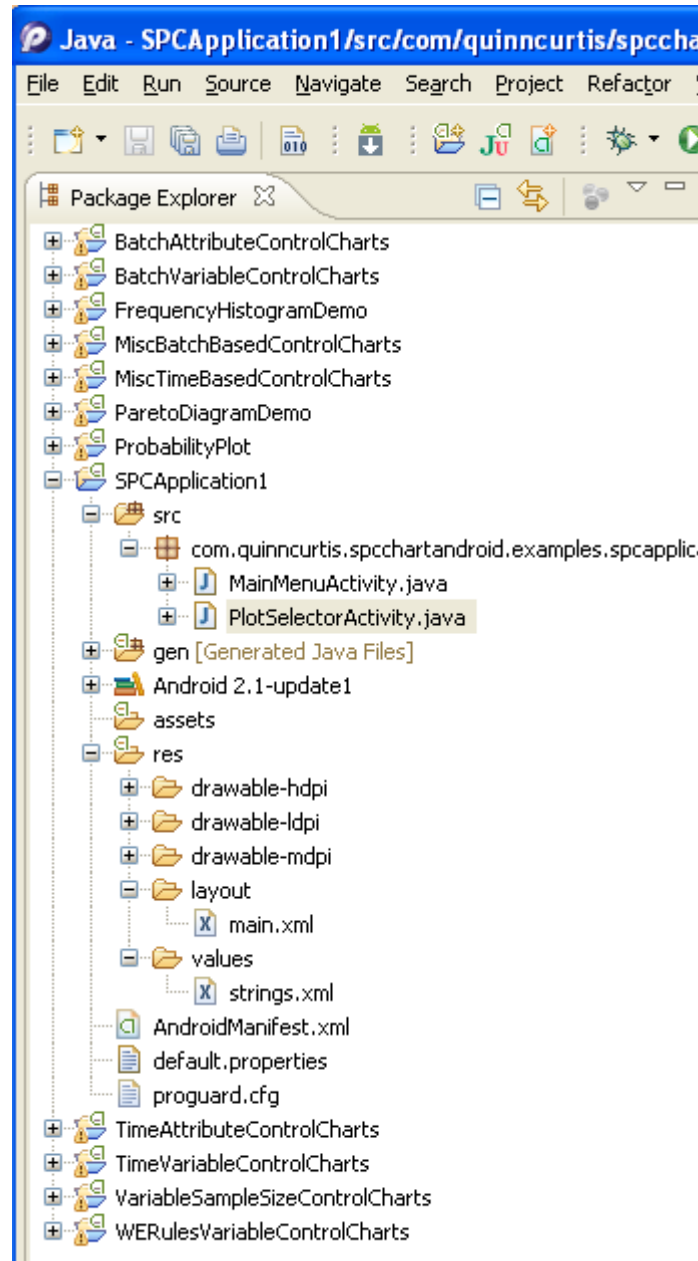 Java - SPCApplication1/src/com/quinncurtis/spccha
File Edit Run Source Navigate Search Project Refactor
010
JU
Package Explorer
BatchAttributeControlCharts
BatchVariableControlCharts
FrequencyHistogramDemo
MiscBatchBasedControlCharts
MiscTimeBasedControlCharts
ParetoDiagramDemo
ProbabilityPlot
SPCApplication1
src
com.quinncurtis.spcchartandroid.examples.spcapplic
MainMenuActivity.java
PlotSelectorActivity.java
gen [Generated Java Files]
Android 2.1-update1
assets
res
drawable-hdpi
drawable-ldpi
drawable-mdpi
layout
main.xml
values
strings.xml
AndroidManifest.xml
default.properties
proguard.cfg
TimeAttributeControlCharts
TimeVariableControlCharts
VariableSampleSizeControlCharts
WERulesVariableControlCharts